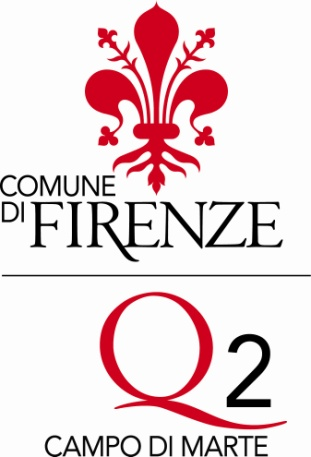 COMUNE
DI FIRENZE
Q2
CAMPO DI MARTE